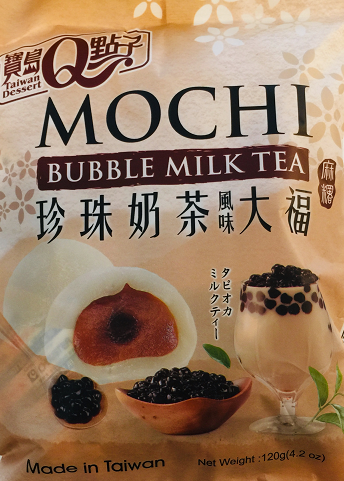 寶島
Q點子
Taiwan
Dessert
MOCHI
BUBBLE MILK TEA
麻糬
珍珠奶茶風味大福
タピオカ
ミルクティー
Made in Taiwan
Net Weight :120g(4.2 oz)